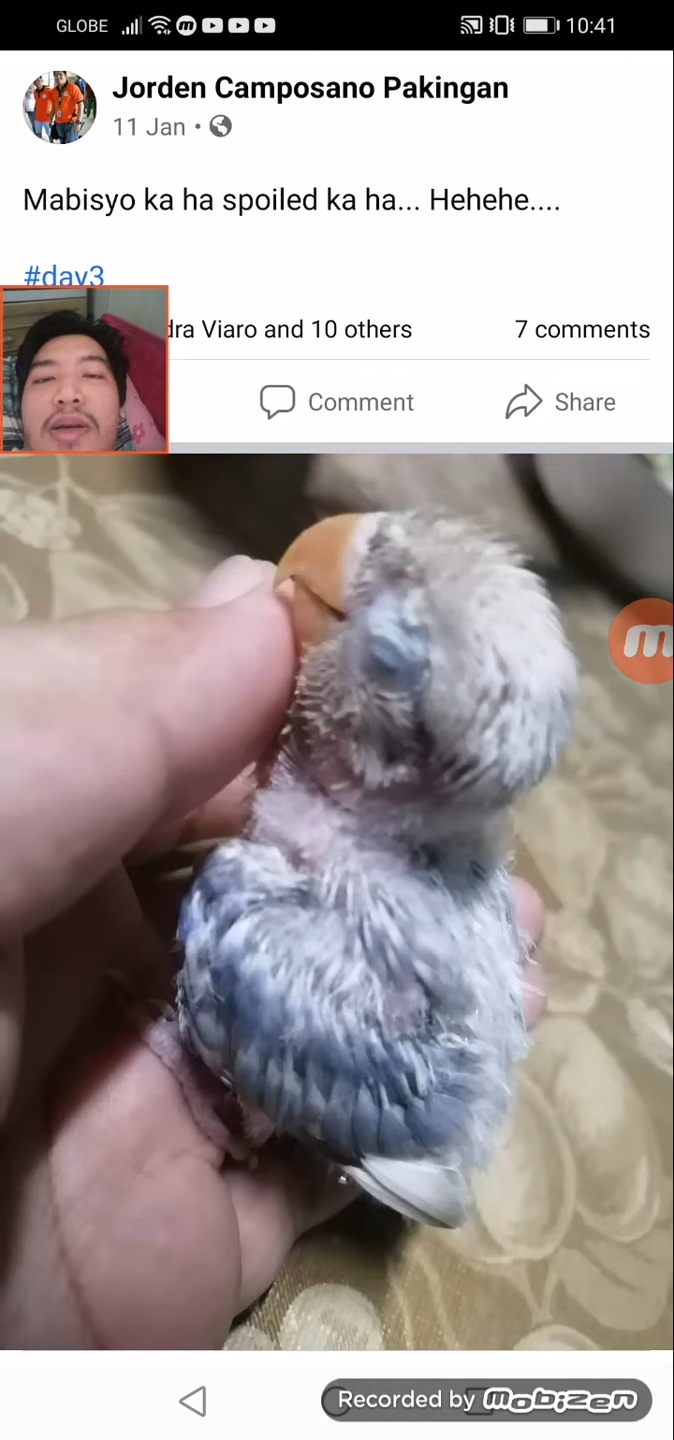 GLOBE 10:41
Jorden Camposano Pakingan
11 Jan
Mabisyo ka ha spoiled ka ha... Hehehe....
#day3
dra Viaro and 10 others 7 comments
Comment Share
m
Recorded by mobizen